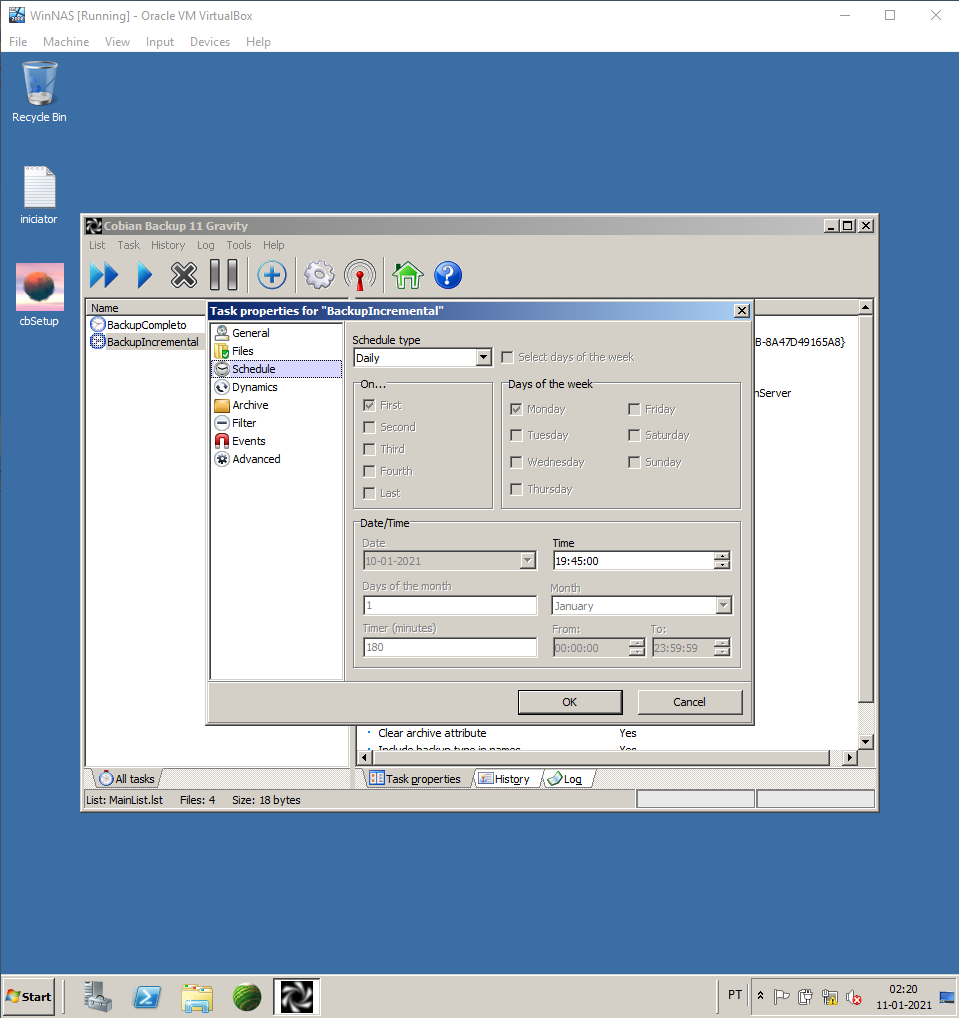 WinNAS [Running] - Oracle VM VirtualBox
File Machine View Input Devices Help
Recycle Bin
iniciator
cbSetup
Cobian Backup 11 Gravity
List Task History Log Tools Help
Name
BackupCompleto
BackupIncremental
B-8A47D49165A8}
nServer
Task properties for "BackupIncremental"
General
Files
Schedule
Dynamics
Archive
Filter
Events
Advanced
Schedule type
Daily
Select days of the week
On...
First
Second
Third
Fourth
Last
Days of the week
Monday
Tuesday
Wednesday
Thursday
Friday
Saturday
Sunday
Date/Time
Date
10-01-2021
Time
19:45:00
Days of the month
1
Month
January
Timer (minutes)
180
From:
00:00:00
To:
23:59:59
OK
Cancel
Clear archive attribute Yes
Include backup type in names Yes
All tasks
Task properties
History
Log
List: MainList.lst Files: 4 Size: 18 bytes
Start
PT
02:20
11-01-2021